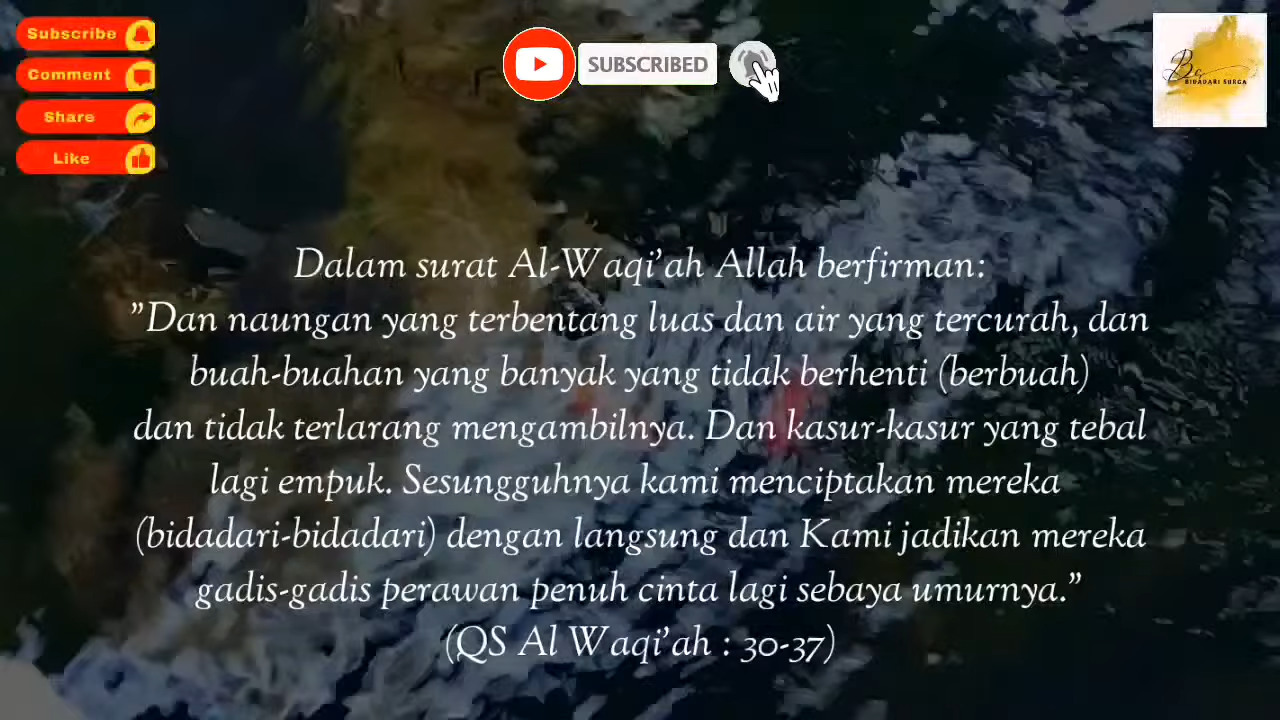 Subscribe
Comment
Share
Like
SUBSCRIBED
BIDADARI SURGA
Dalam surat Al-Waqi'ah Allah berfirman:
"Dan naungan yang terbentang luas dan air yang tercurah, dan
buah-buahan yang banyak yang tidak berhenti (berbuah)
dan tidak terlarang mengambilnya. Dan kasur-kasur yang tebal
lagi empuk. Sesungguhnya kami menciptakan mereka
(bidadari-bidadari) dengan langsung dan Kami jadikan mereka
gadis-gadis perawan penuh cinta lagi sebaya umurnya."
(QS Al Waqi'ah : 30-37)